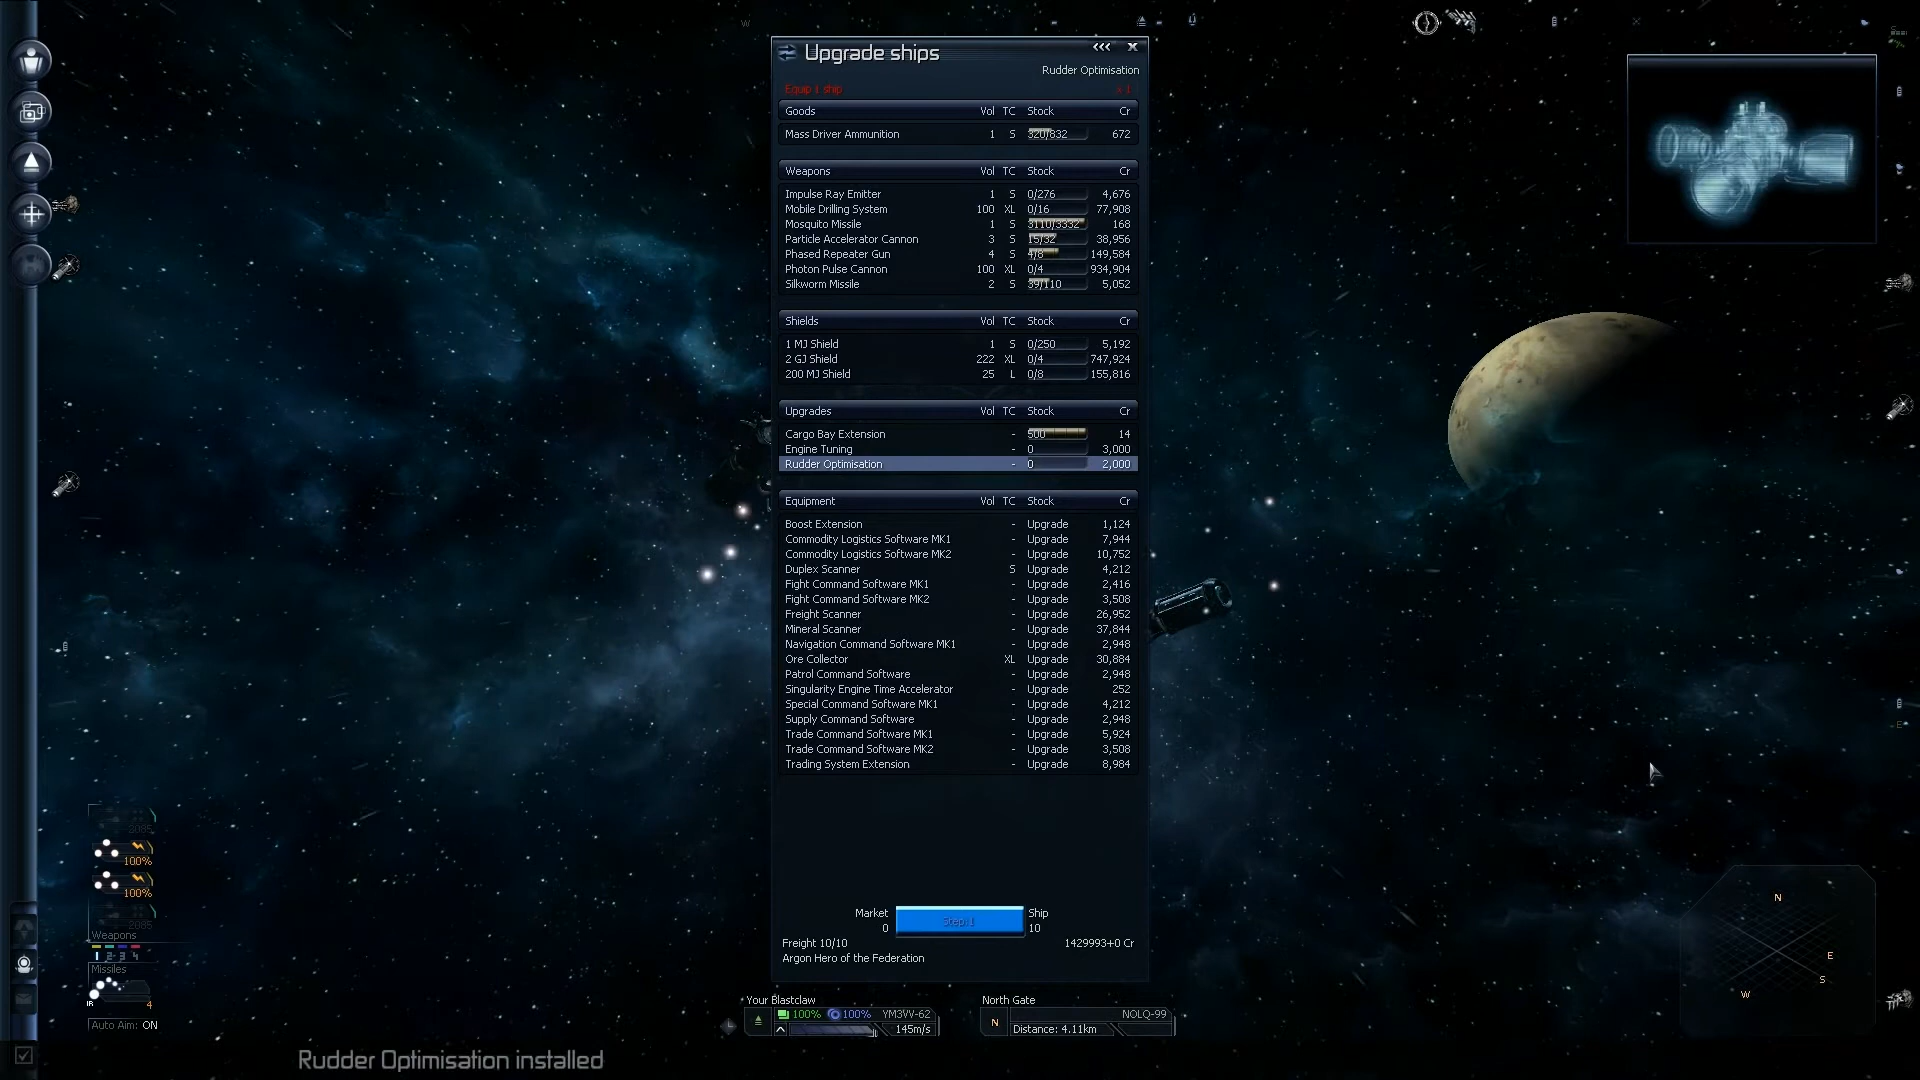 Upgrade ships
Rudder Optimisation
Equip 1 ship x 1
Goods Vol TC Stock Cr
Mass Driver Ammunition 1 S 320/832 672
Weapons Vol TC Stock Cr
Impulse Ray Emitter 1 S 0/276 4,676
Mobile Drilling System 100 XL 0/16 77,908
Mosquito Missile 1 S 3110/3332 168
Particle Accelerator Cannon 3 S 15/32 38,956
Phased Repeater Gun 4 S 4/8 149,584
Photon Pulse Cannon 100 XL 0/4 934,904
Silkworm Missile 2 S 39/110 5,052
Shields Vol TC Stock Cr
1 MJ Shield 1 S 0/250 5,192
2 GJ Shield 222 XL 0/4 747,924
200 MJ Shield 25 L 0/8 155,816
Upgrades Vol TC Stock Cr
Cargo Bay Extension - 500 14
Engine Tuning - 0 3,000
Rudder Optimisation - 0 2,000
Equipment Vol TC Stock Cr
Boost Extension - Upgrade 1,124
Commodity Logistics Software MK1 - Upgrade 7,944
Commodity Logistics Software MK2 - Upgrade 10,752
Duplex Scanner S Upgrade 4,212
Fight Command Software MK1 - Upgrade 2,416
Fight Command Software MK2 - Upgrade 3,508
Freight Scanner - Upgrade 26,952
Mineral Scanner - Upgrade 37,844
Navigation Command Software MK1 - Upgrade 2,948
Ore Collector XL Upgrade 30,884
Patrol Command Software - Upgrade 2,948
Singularity Engine Time Accelerator - Upgrade 252
Special Command Software MK1 - Upgrade 4,212
Supply Command Software - Upgrade 2,948
Trade Command Software MK1 - Upgrade 5,924
Trade Command Software MK2 - Upgrade 3,508
Trading System Extension - Upgrade 8,984
Market Step:1 Ship
0 10
Freight 10/10 1429993+0 Cr
Argon Hero of the Federation
100%
100%
2085
Weapons
1 2 3 4
Missiles
IR 4
Auto Aim: ON
Your Blastclaw
100% 100% YM3VV-62
145m/s
North Gate
N NOLQ-99
Distance: 4.11km
N
E
S
W
Rudder Optimisation installed